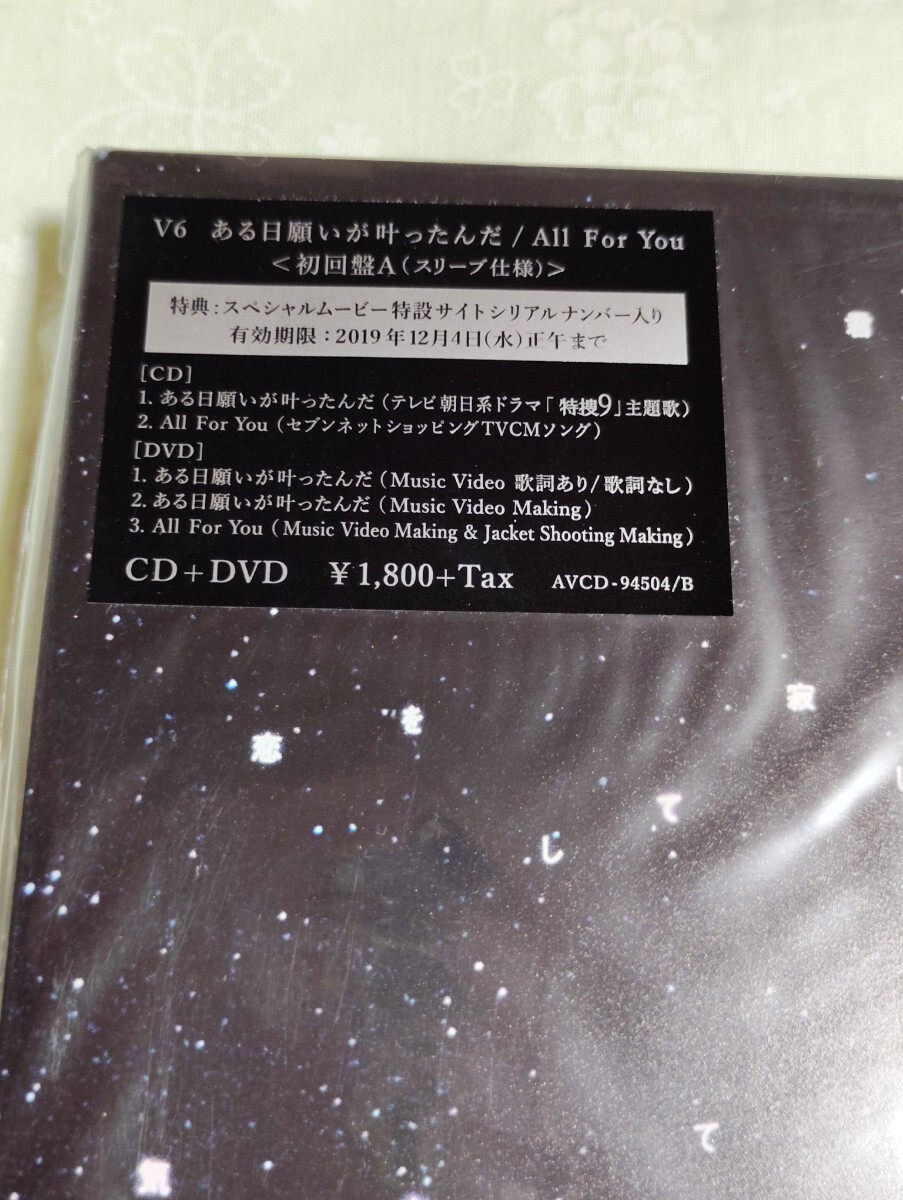 V6 ある日願いが叶ったんだ / All For You
<初回盤A(スリーブ仕様)>
特典:スペシャルムービー特設サイトシリアルナンバー入り
有効期限:2019年12月4日(水)正午まで
[CD]
1. ある日願いが叶ったんだ(テレビ朝日系ドラマ「特捜9」主題歌)
2. All For You(セブンネットショッピングTVCMソング)
[DVD]
1. ある日願いが叶ったんだ(Music Video 歌詞あり/歌詞なし)
2. ある日願いが叶ったんだ(Music Video Making)
3. All For You(Music Video Making & Jacket Shooting Making)
CD+DVD ¥1,800+Tax AVCD-94504/B
恋
を
し
て
寂
て